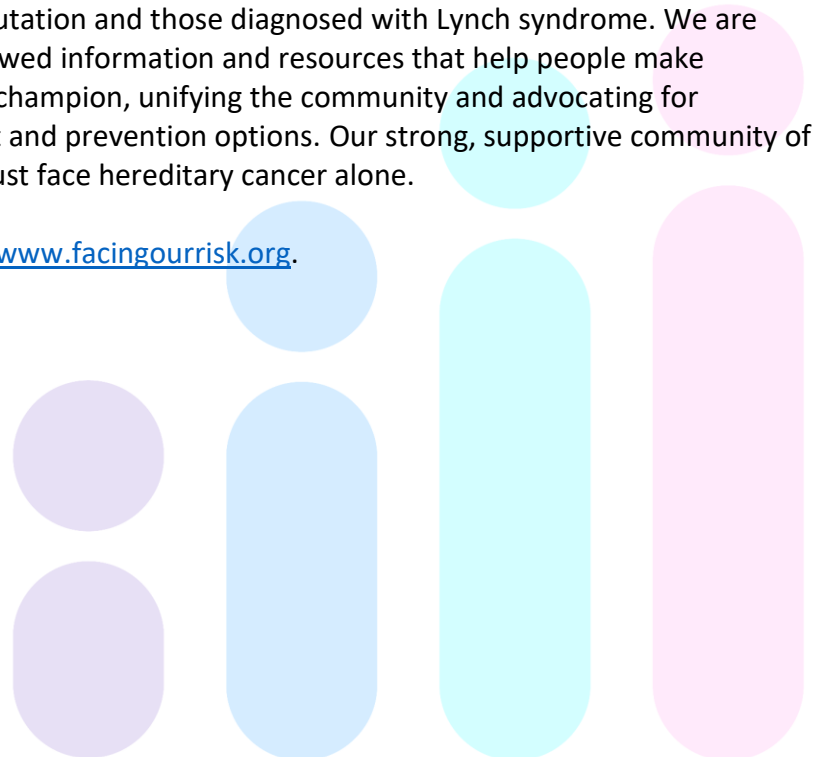 utation and those diagnosed with Lynch syndrome. We are
wed information and resources that help people make
champion, unifying the community and advocating for
and prevention options. Our strong, supportive community of
ust face hereditary cancer alone.
www.facingourrisk.org.